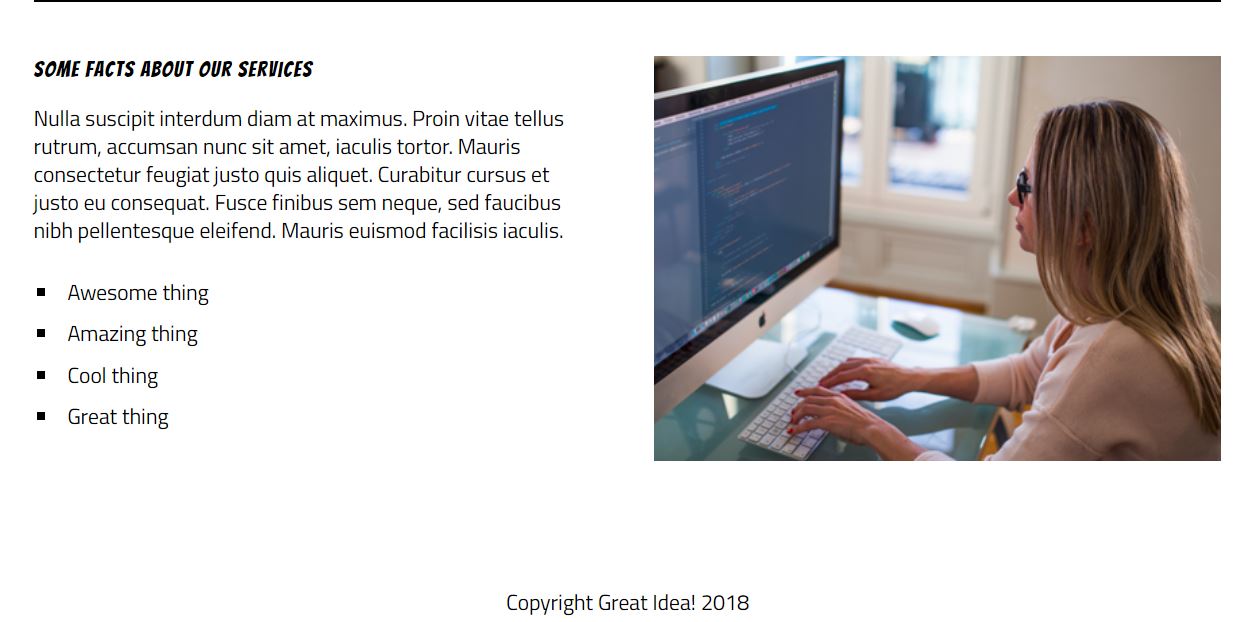 SOME FACTS ABOUT OUR SERVICES
Nulla suscipit interdum diam at maximus. Proin vitae tellus
rutrum, accumsan nunc sit amet, iaculis tortor. Mauris
consectetur feugiat justo quis aliquet. Curabitur cursus et
justo eu consequat. Fusce finibus sem neque, sed faucibus
nibh pellentesque eleifend. Mauris euismod facilisis iaculis.
Awesome thing
Amazing thing
Cool thing
Great thing
Copyright Great Idea! 2018